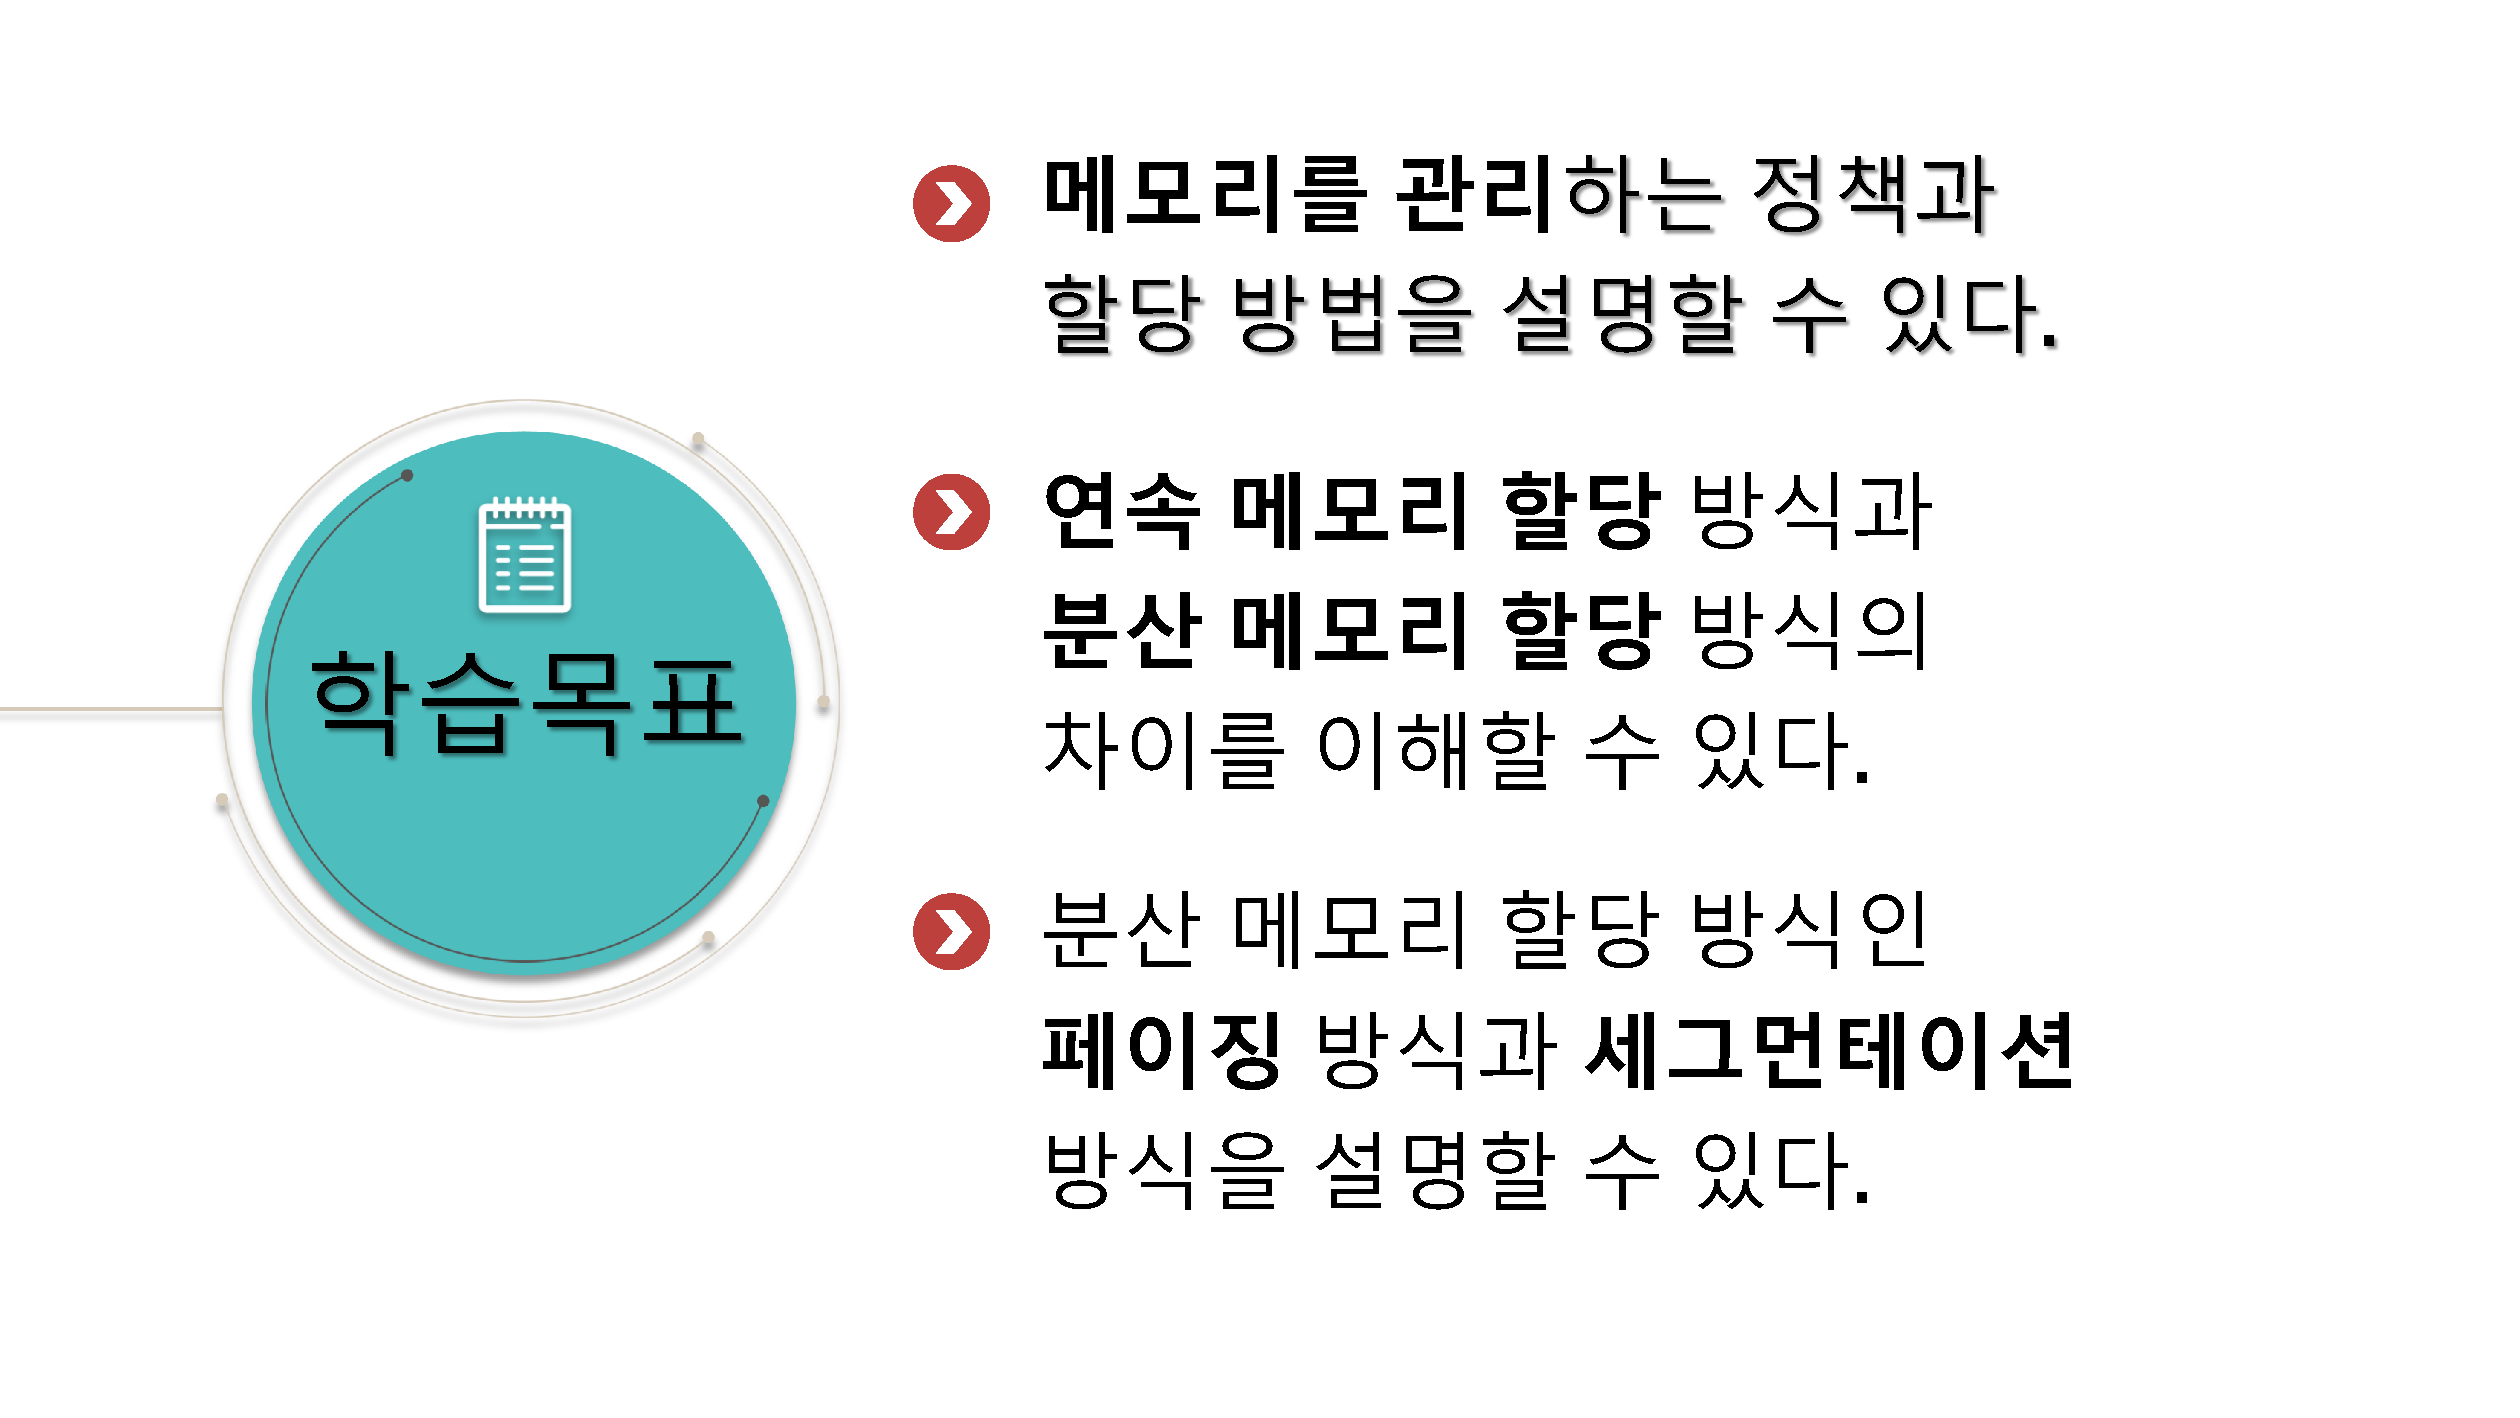 학습목표
메모리를 관리하는 정책과
할당 방법을 설명할 수 있다.
연속 메모리 할당 방식과
분산 메모리 할당 방식의
차이를 이해할 수 있다.
분산 메모리 할당 방식인
페이징 방식과 세그먼테이션
방식을 설명할 수 있다.